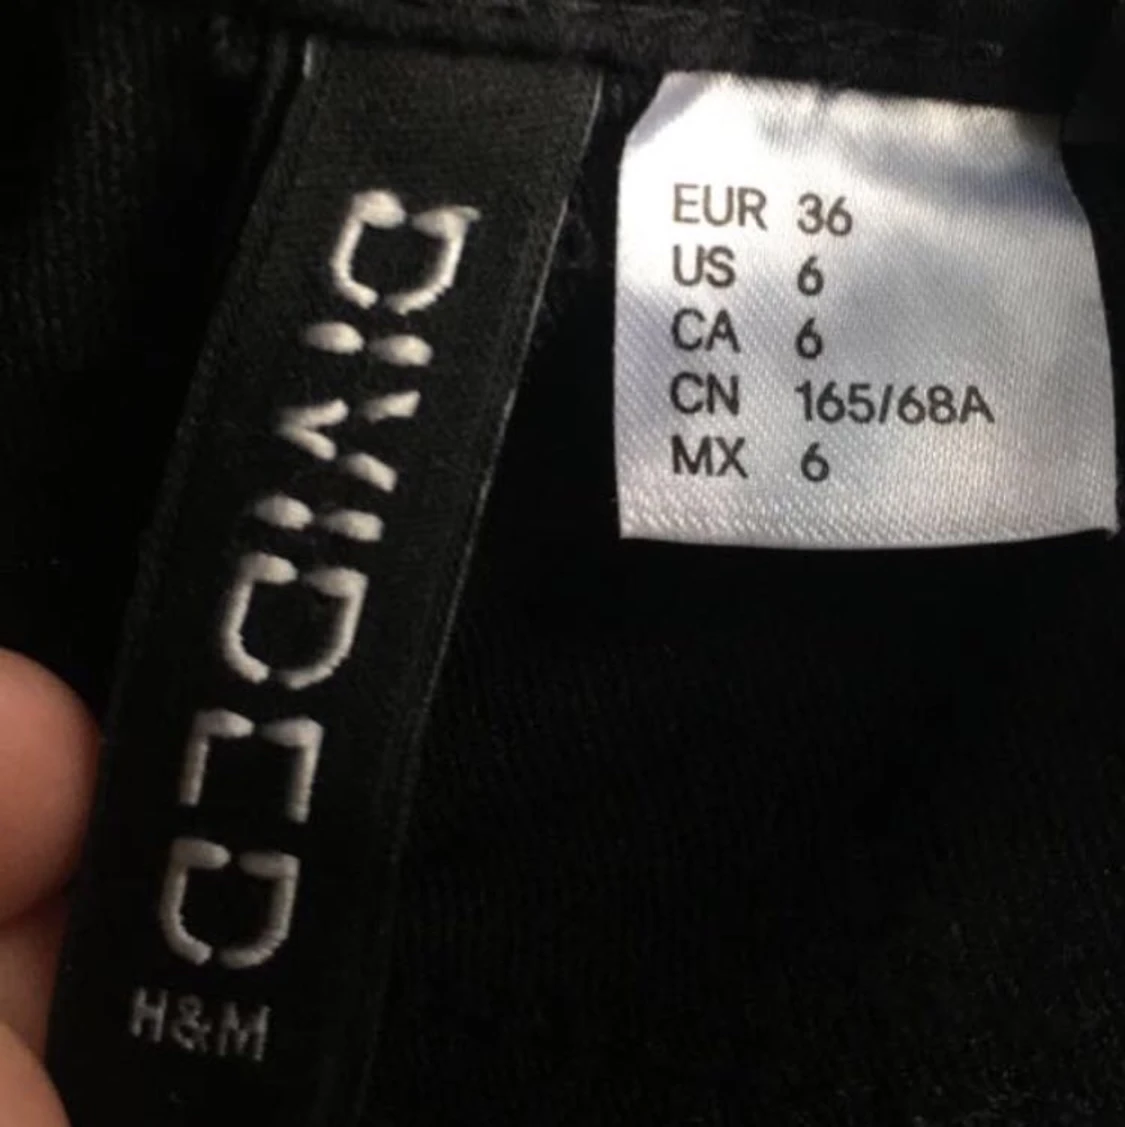 DIVIDED
H&M
EUR 36
US 6
CA 6
CN 165/68A
MX 6